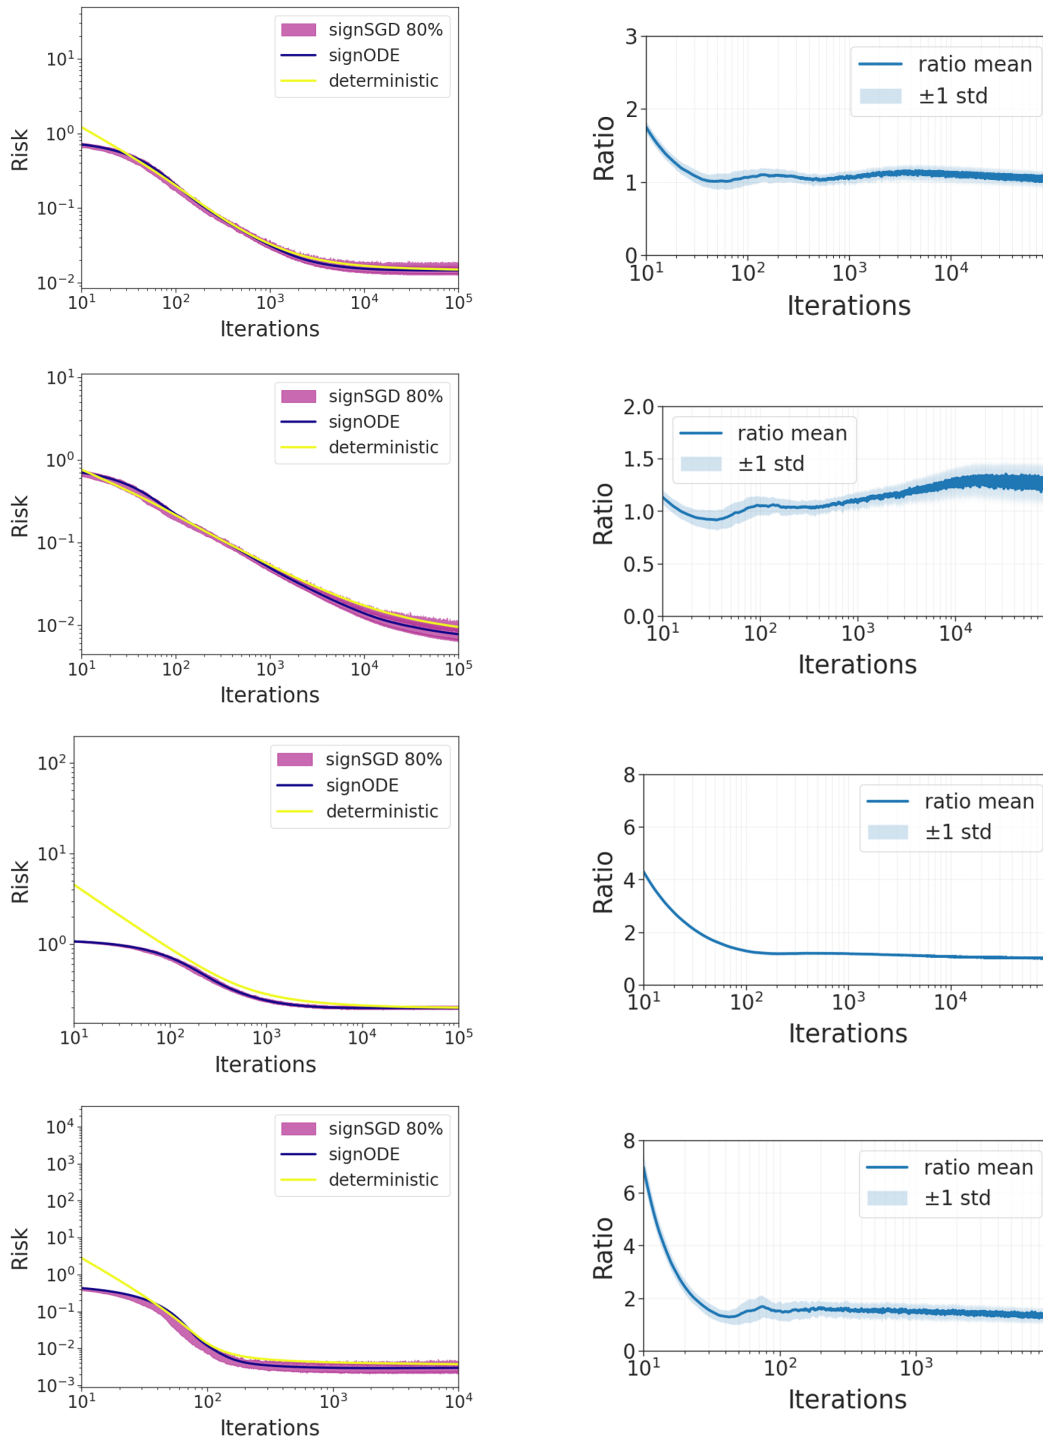 signSGD 80%
signODE
deterministic
Risk
10^1
10^0
10^-1
10^-2
10^1 10^2 10^3 10^4 10^5
Iterations
ratio mean
±1 std
Ratio
3
2
1
0
10^1 10^2 10^3 10^4
Iterations
signSGD 80%
signODE
deterministic
Risk
10^1
10^0
10^-1
10^-2
10^1 10^2 10^3 10^4 10^5
Iterations
ratio mean
±1 std
Ratio
2.0
1.5
1.0
0.5
0.0
10^1 10^2 10^3 10^4
Iterations
signSGD 80%
signODE
deterministic
Risk
10^2
10^1
10^0
10^1 10^2 10^3 10^4 10^5
Iterations
ratio mean
±1 std
Ratio
8
6
4
2
0
10^1 10^2 10^3 10^4
Iterations
signSGD 80%
signODE
deterministic
Risk
10^4
10^3
10^2
10^1
10^0
10^-1
10^-2
10^-3
10^1 10^2 10^3 10^4
Iterations
ratio mean
±1 std
Ratio
8
6
4
2
0
10^1 10^2 10^3
Iterations